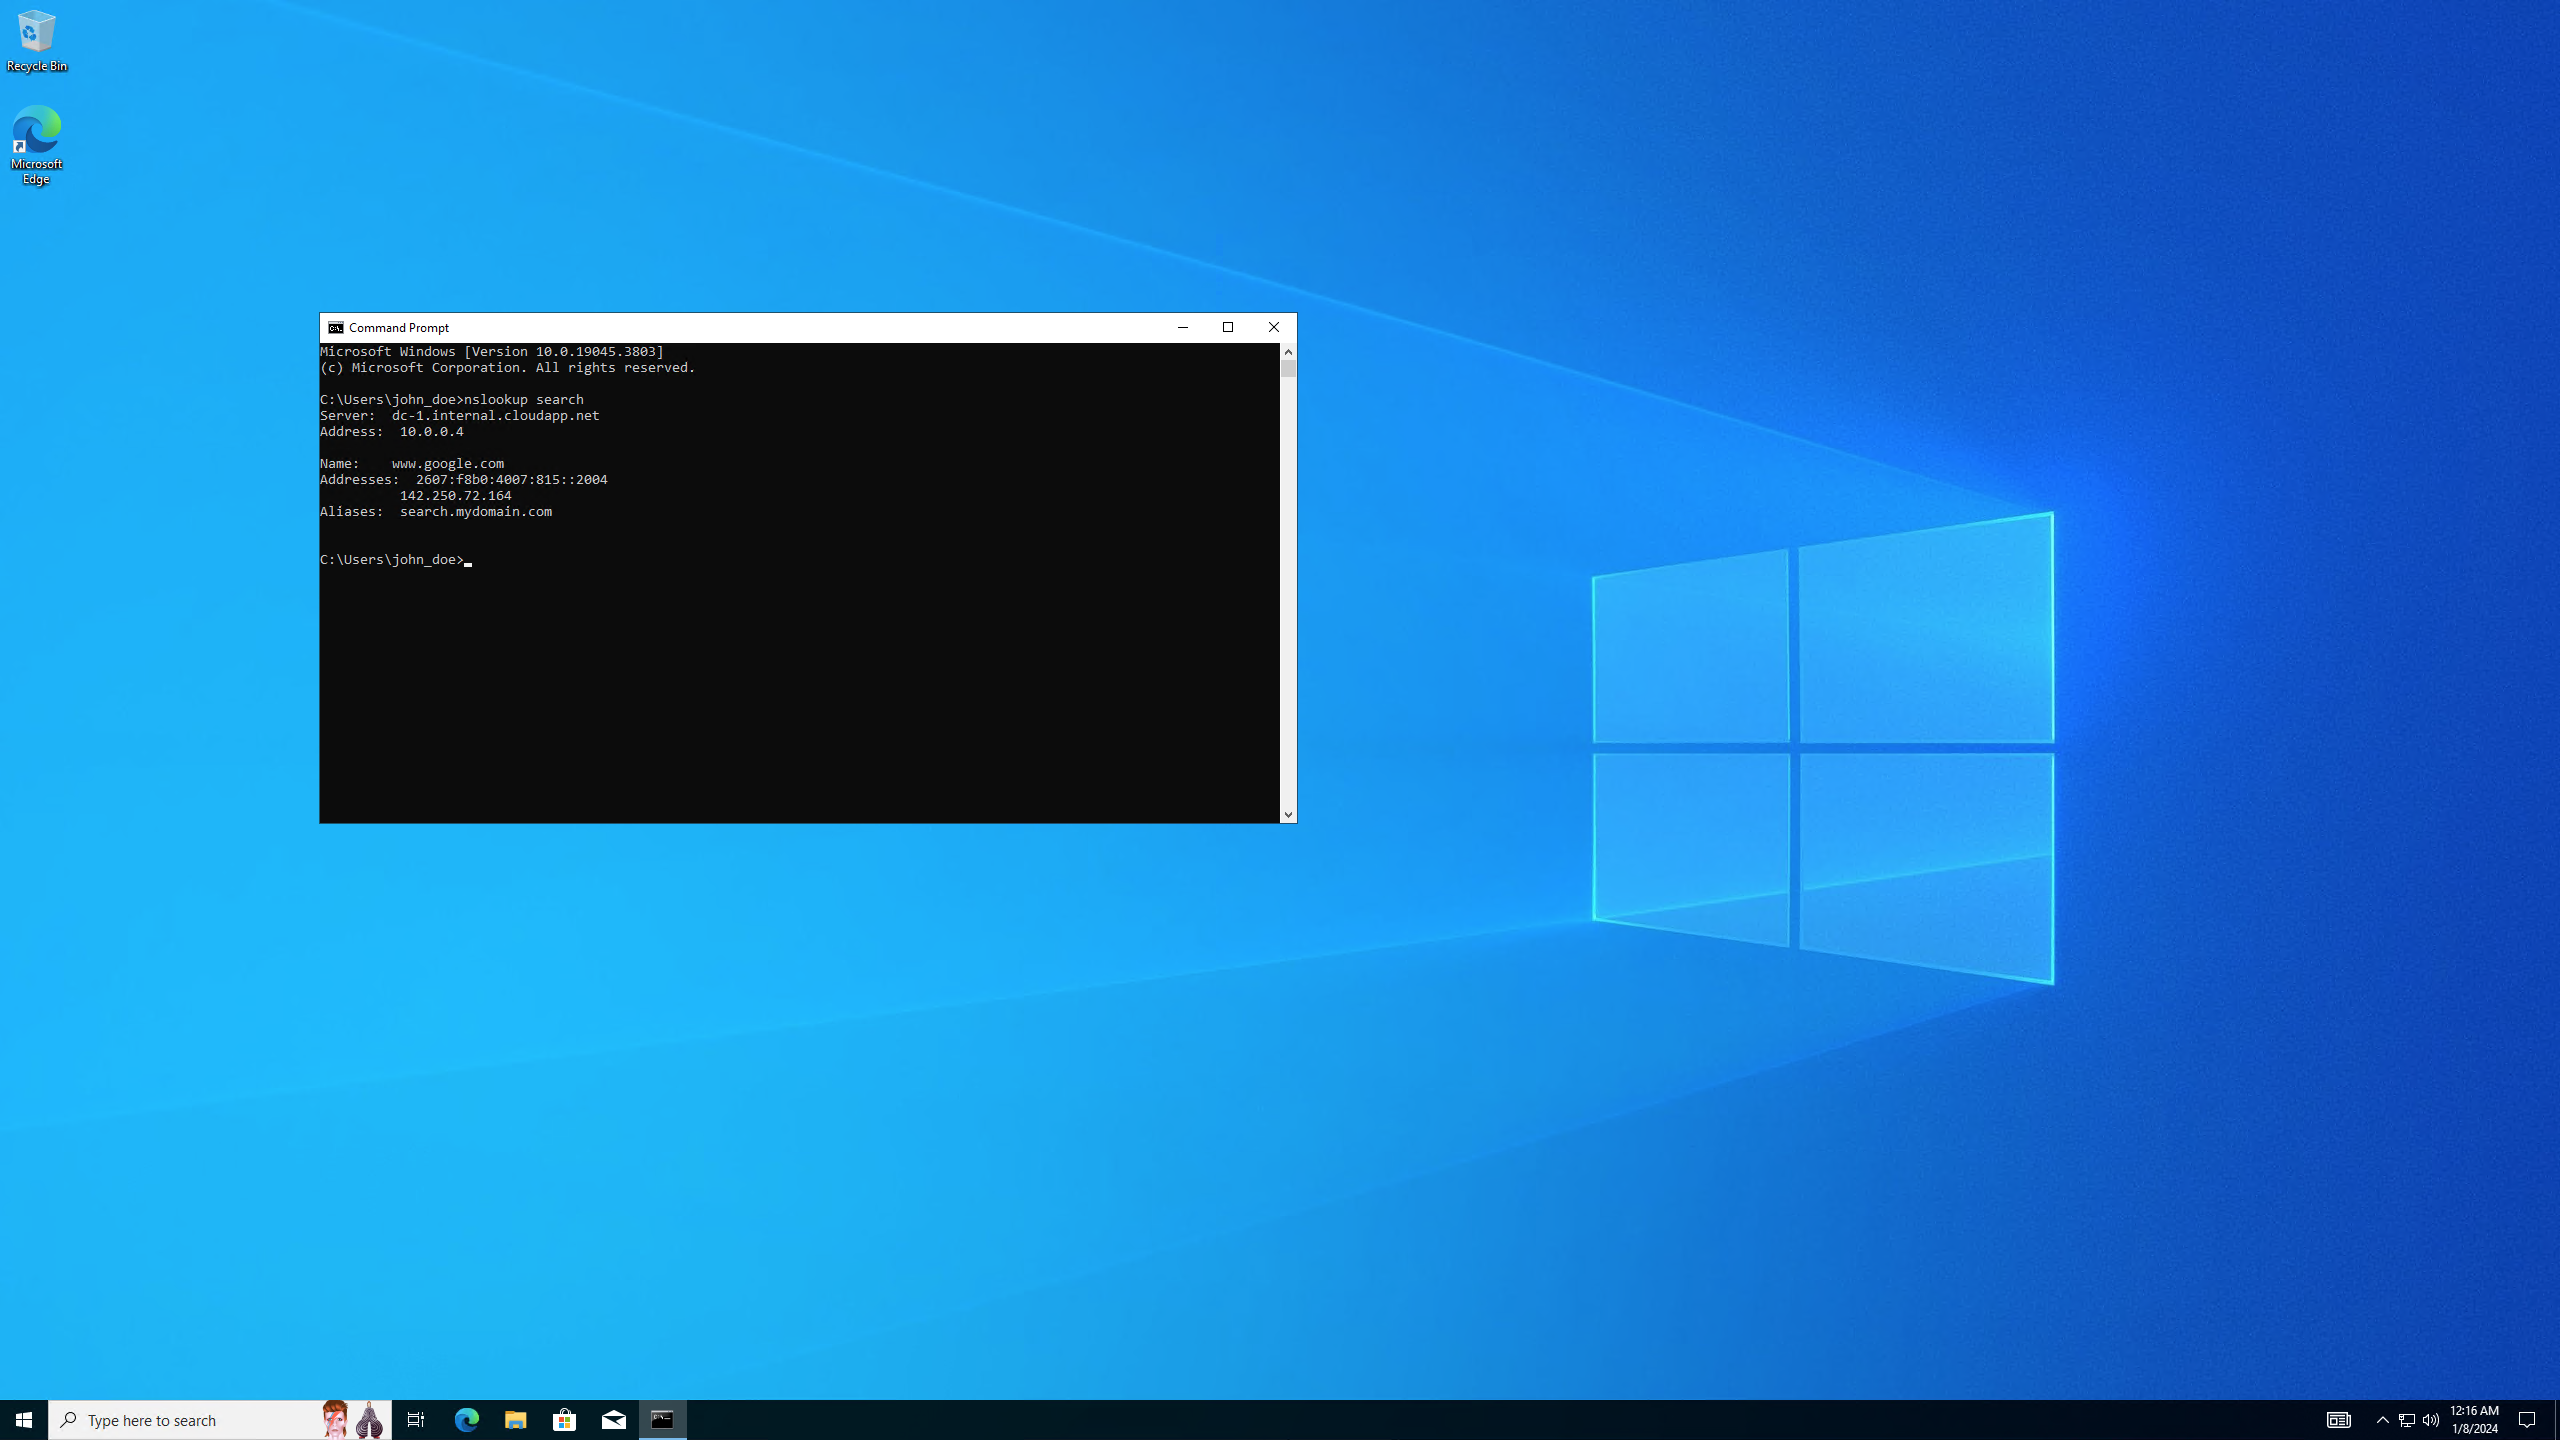 Recycle Bin
Microsoft
Edge
Command Prompt
Microsoft Windows [Version 10.0.19045.3803]
(c) Microsoft Corporation. All rights reserved.
C:\Users\john_doe>nslookup search
Server:  dc-1.internal.cloudapp.net
Address:  10.0.0.4
Name:    www.google.com
Addresses:  2607:f8b0:4007:815::2004
          142.250.72.164
Aliases:  search.mydomain.com
C:\Users\john_doe>
Type here to search
12:16 AM
1/8/2024